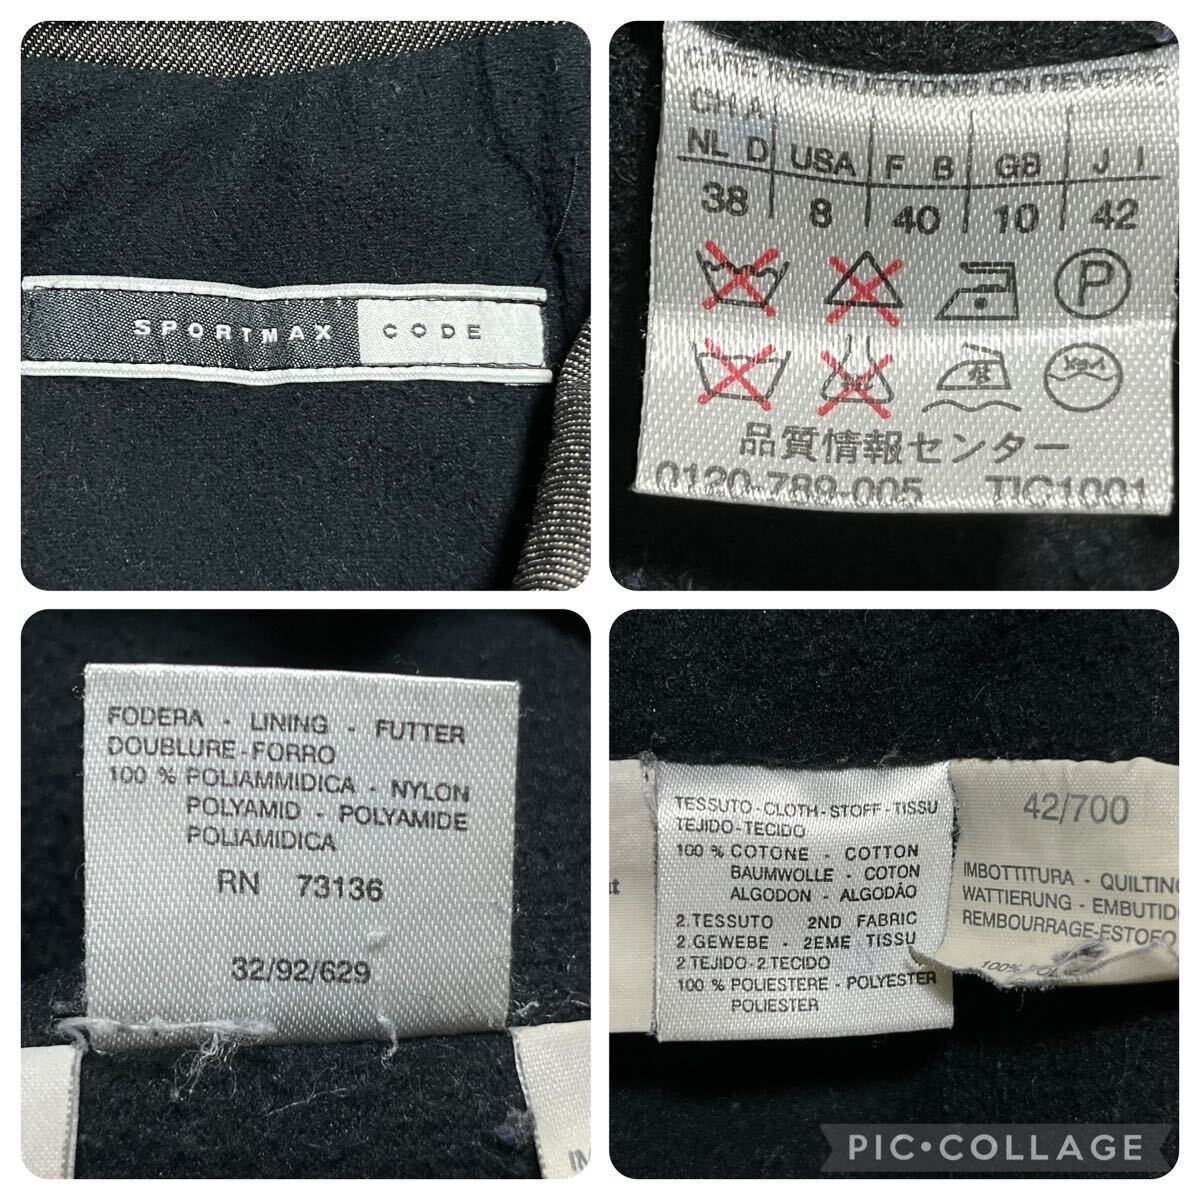 SPORTMAX CODE
CARE INSTRUCTIONS ON REVERSE
CH A
NL D USA F B GB J I
38 8 40 10 42
P
品質情報センター
0120-789-005 TIC1001
FODERA - LINING - FUTTER
DOUBLURE-FORRO
100 % POLIAMMIDICA - NYLON
POLYAMID - POLYAMIDE
POLIAMIDICA
RN 73136
32/92/629
TESSUTO-CLOTH-STOFF-TISSU
TEJIDO-TECIDO
100 % COTONE - COTTON
BAUMWOLLE - COTON
ALGODON - ALGODÃO
2.TESSUTO 2ND FABRIC
2.GEWEBE - 2EME TISSU
2.TEJIDO-2.TECIDO
100 % POLIESTERE - POLYESTER
POLIESTER
42/700
IMBOTTITURA - QUILTING
WATTIERUNG - EMBUTIDO
REMBOURRAGE-ESTOFO
100%
PIC•COLLAGE